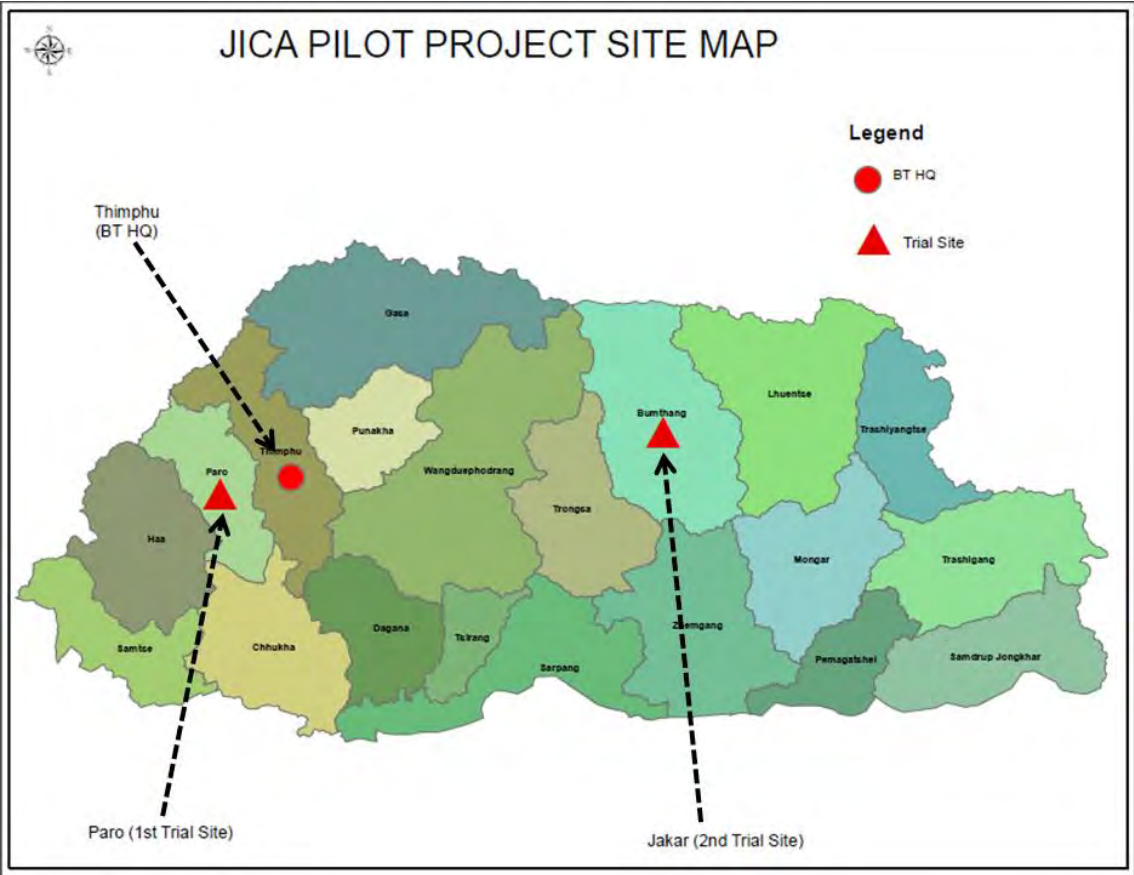 JICA PILOT PROJECT SITE MAP
Legend
BT HQ
Trial Site
Thimphu
(BT HQ)
Gasa
Lhuentse
Bumthang
Punakha
Trashiyangtse
Thimphu
Paro
Wangduephodrang
Trongsa
Haa
Mongar
Trashigang
Dagana
Tsirang
Zhemgang
Samtse
Chhukha
Sarpang
Pemagatshel
Samdrup Jongkhar
Paro (1st Trial Site)
Jakar (2nd Trial Site)